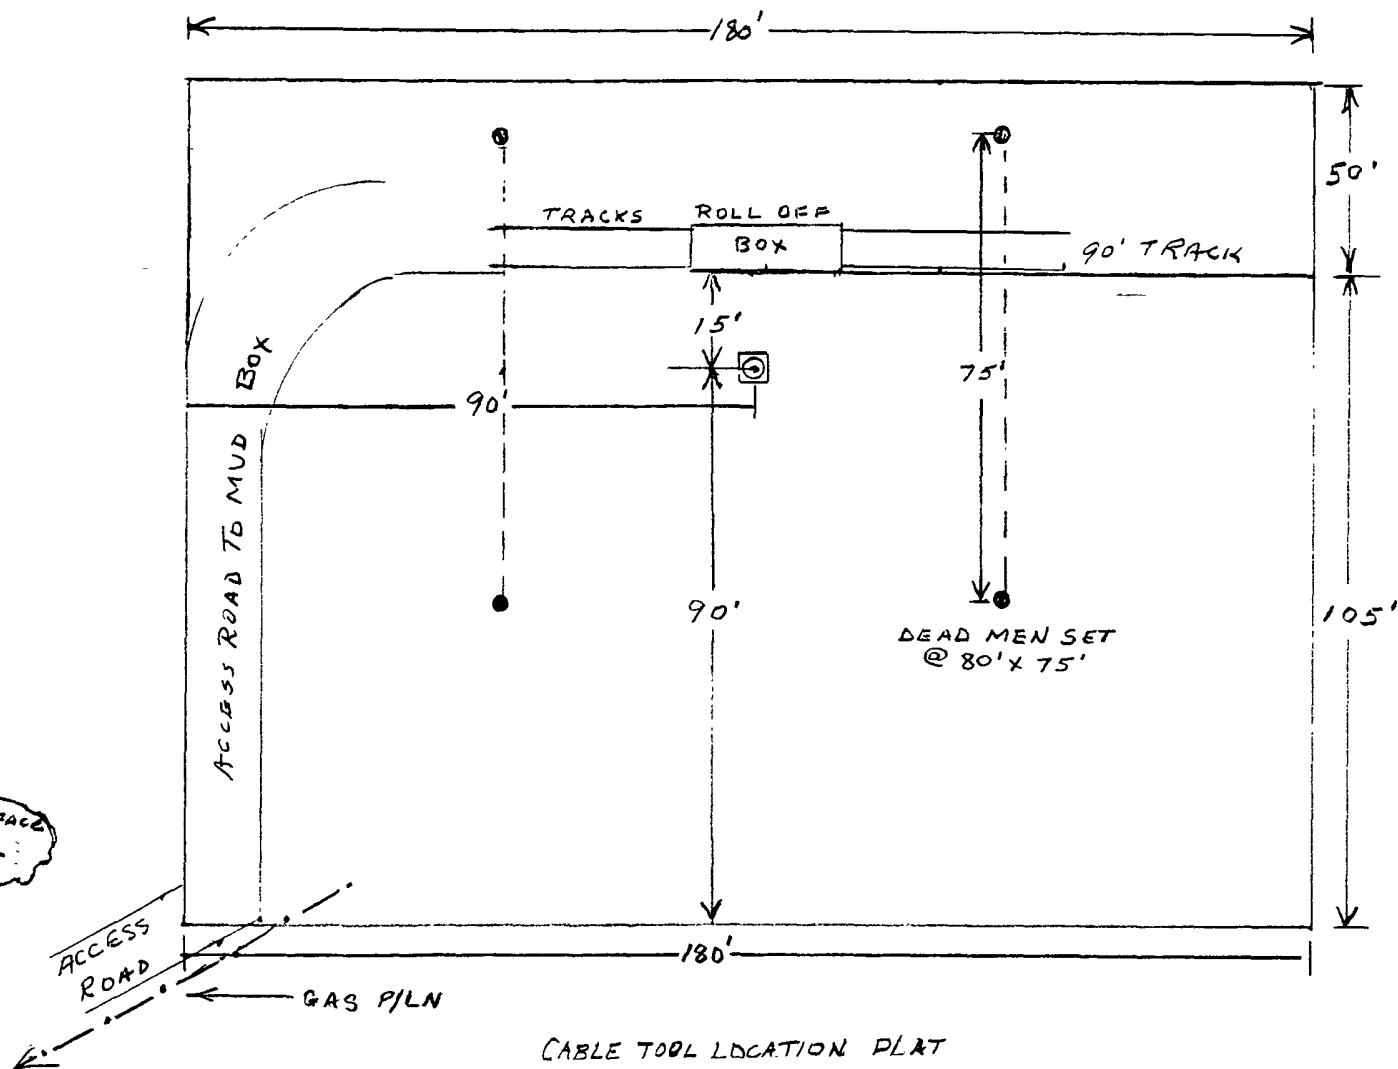 180'
50'
TRACKS
ROLL OFF
BOX
90' TRACK
15'
75'
BOX
90'
ACCESS ROAD TO MUD
90'
105'
DEAD MEN SET
@ 80' X 75'
ACCESS
ROAD
180'
GAS P/LN
CABLE TOOL LOCATION PLAT